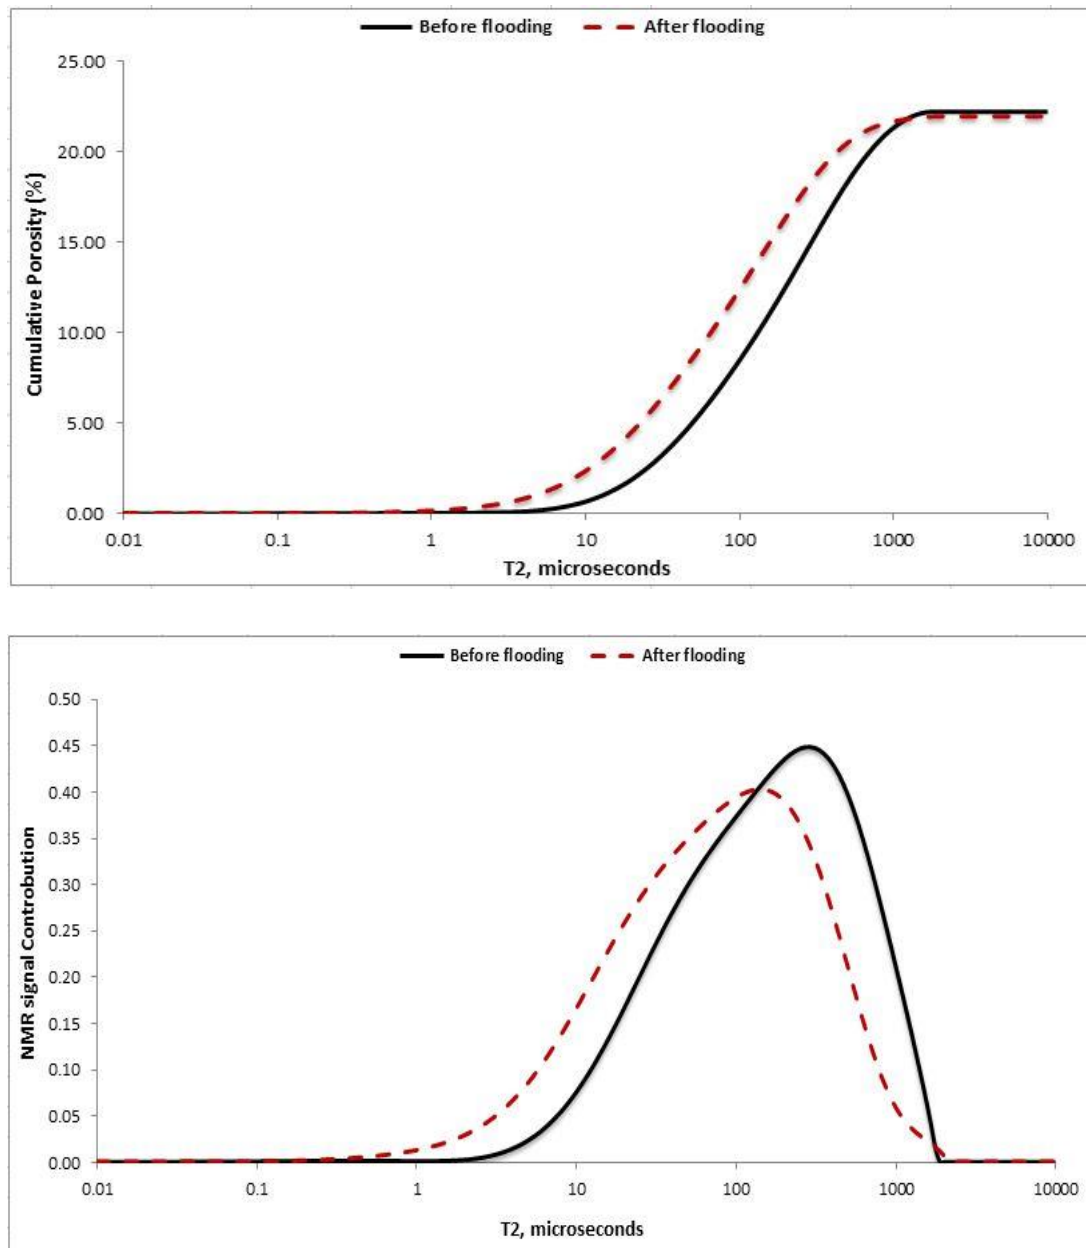 Before flooding After flooding
25.00
20.00
15.00
10.00
5.00
0.00
Cumulative Porosity (%)
0.01 0.1 1 10 100 1000 10000
T2, microseconds
Before flooding After flooding
0.50
0.45
0.40
0.35
0.30
0.25
0.20
0.15
0.10
0.05
0.00
NMR signal Controbution
0.01 0.1 1 10 100 1000 10000
T2, microseconds